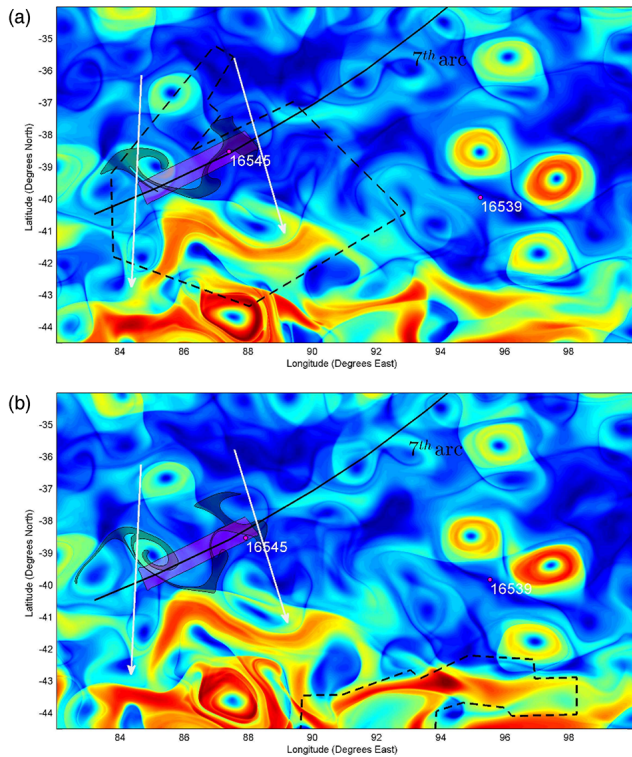 (a)
-35
-36
-37
-38
-39
-40
-41
-42
-43
-44
Latitude (Degrees North)
7th arc
16545
16539
84 86 88 90 92 94 96 98
Longitude (Degrees East)
(b)
-35
-36
-37
-38
-39
-40
-41
-42
-43
-44
Latitude (Degrees North)
7th arc
16545
16539
84 86 88 90 92 94 96 98
Longitude (Degrees East)